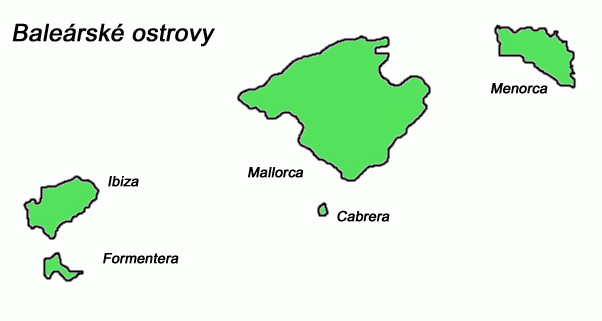 Baleárské ostrovy
Menorca
Mallorca
Ibiza
Cabrera
Formentera